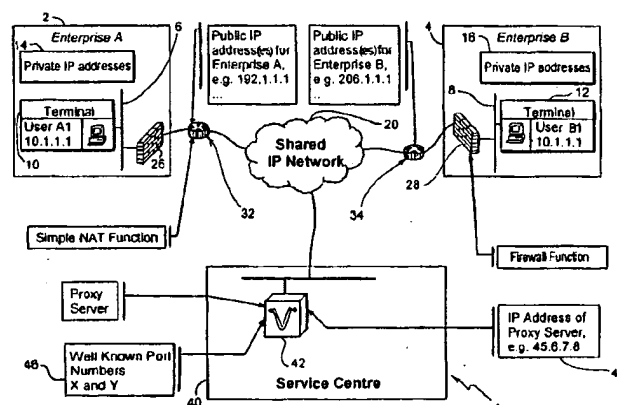 2
Enterprise A
14
Private IP addresses
6
Terminal
User A1
10.1.1.1
10
26
Public IP
address(es) for
Enterprise A,
e.g. 192.1.1.1
Public IP
address(es) for
Enterprise B,
e.g. 206.1.1.1
4
Enterprise B
16
Private IP addresses
8
12
Terminal
User B1
10.1.1.1
28
20
Shared
IP Network
32
34
Simple NAT Function
Firewall Function
Proxy
Server
Well Known Port
Numbers
X and Y
42
40
Service Centre
IP Address of
Proxy Server,
e.g. 45.6.7.8